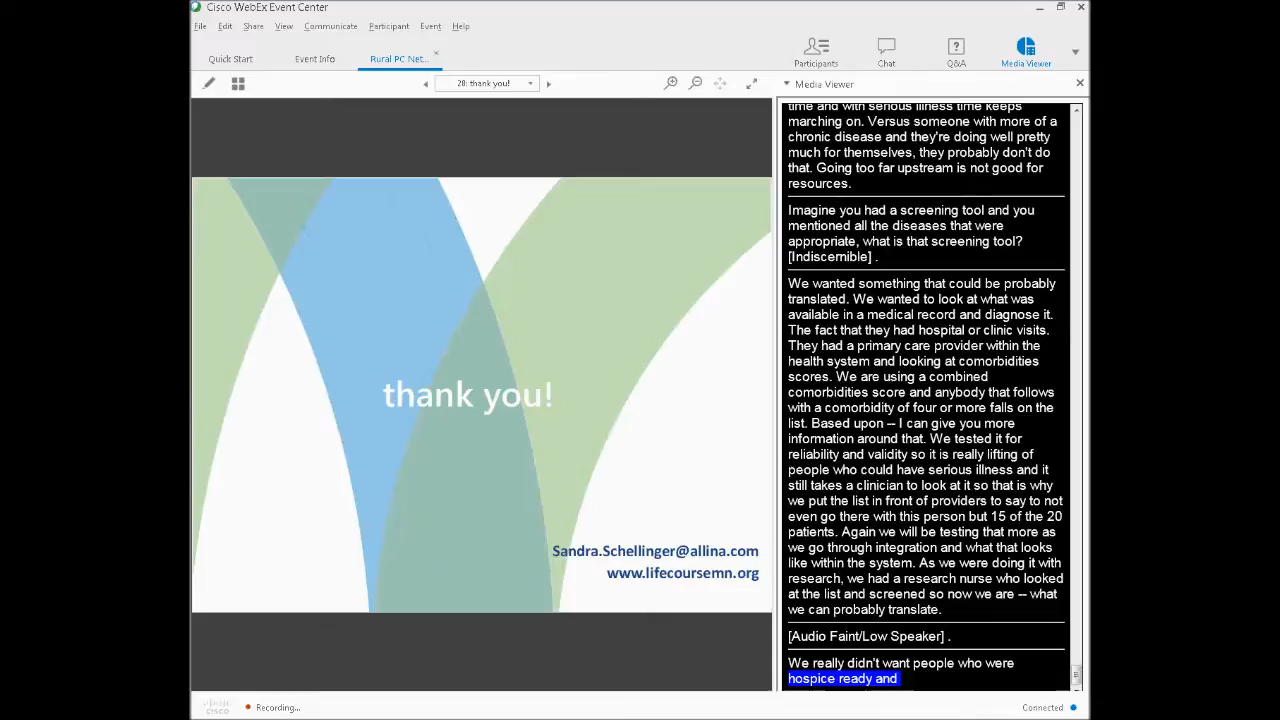 Cisco WebEx Event Center
File Edit Share View Communicate Participant Event Help
Quick Start Event Info Rural PC Net...
Participants Chat Q&A Media Viewer
28: thank you!
Media Viewer
thank you!
Sandra.Schellinger@allina.com
www.lifecoursemn.org
time and with serious illness time keeps
marching on. Versus someone with more of a
chronic disease and they're doing well pretty
much for themselves, they probably don't do
that. Going too far upstream is not good for
resources.
Imagine you had a screening tool and you
mentioned all the diseases that were
appropriate, what is that screening tool?
[Indiscernible] .
We wanted something that could be probably
translated. We wanted to look at what was
available in a medical record and diagnose it.
The fact that they had hospital or clinic visits.
They had a primary care provider within the
health system and looking at comorbidities
scores. We are using a combined
comorbidities score and anybody that follows
with a comorbidity of four or more falls on the
list. Based upon -- I can give you more
information around that. We tested it for
reliability and validity so it is really lifting of
people who could have serious illness and it
still takes a clinician to look at it so that is why
we put the list in front of providers to say to not
even go there with this person but 15 of the 20
patients. Again we will be testing that more as
we go through integration and what that looks
like within the system. As we were doing it with
research, we had a research nurse who looked
at the list and screened so now we are -- what
we can probably translate.
[Audio Faint/Low Speaker] .
We really didn't want people who were
hospice ready and
cisco Recording... Connected